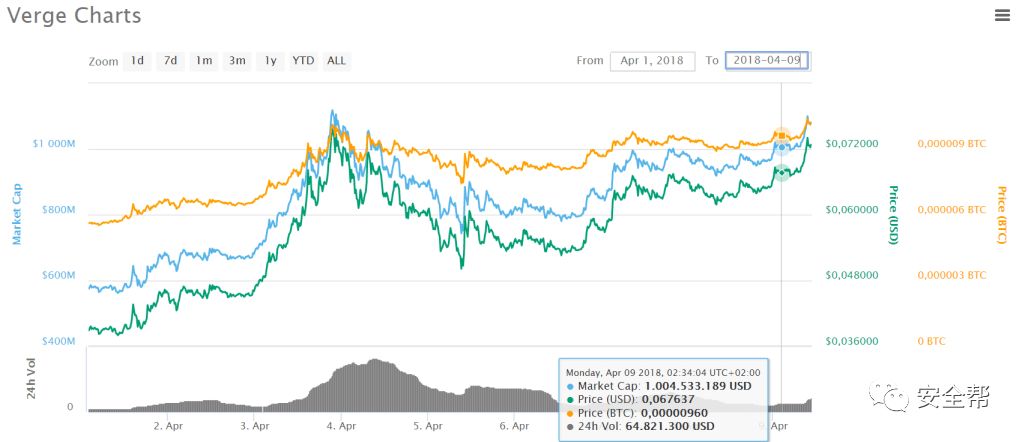 Verge Charts
Zoom 1d 7d 1m 3m 1y YTD ALL
From Apr 1, 2018 To 2018-04-09
$1 000M
$800M
$600M
$400M
Market Cap
$0,072000
$0,060000
$0,048000
$0,036000
Price (USD)
0,000009 BTC
0,000006 BTC
0,000003 BTC
0 BTC
Price (BTC)
24h Vol
0
Monday, Apr 09 2018, 02:34:04 UTC+02:00
Market Cap: 1.004.533.189 USD
Price (USD): 0,067637
Price (BTC): 0,00000960
24h Vol: 64.821.300 USD
2. Apr 3. Apr 4. Apr 5. Apr 6. Apr 9. Apr
安全帮